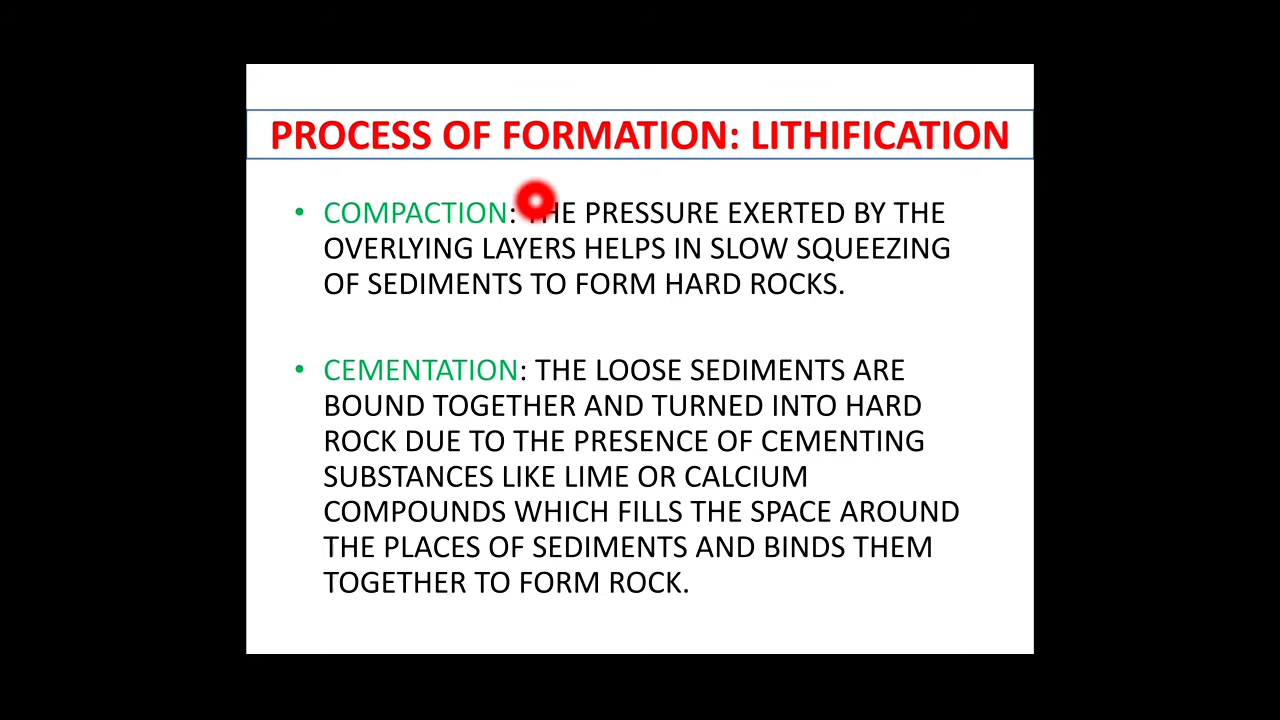 PROCESS OF FORMATION: LITHIFICATION
• COMPACTION: THE PRESSURE EXERTED BY THE
OVERLYING LAYERS HELPS IN SLOW SQUEEZING
OF SEDIMENTS TO FORM HARD ROCKS.
• CEMENTATION: THE LOOSE SEDIMENTS ARE
BOUND TOGETHER AND TURNED INTO HARD
ROCK DUE TO THE PRESENCE OF CEMENTING
SUBSTANCES LIKE LIME OR CALCIUM
COMPOUNDS WHICH FILLS THE SPACE AROUND
THE PLACES OF SEDIMENTS AND BINDS THEM
TOGETHER TO FORM ROCK.